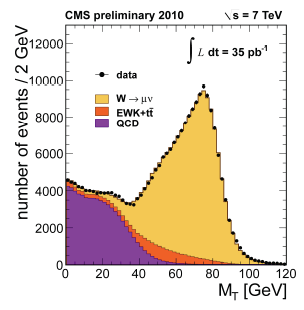 CMS preliminary 2010
√s = 7 TeV
∫ L dt = 35 pb⁻¹
data
W → μν
EWK+tt̄
QCD
number of events / 2 GeV
12000
10000
8000
6000
4000
2000
0
0 20 40 60 80 100 120
M_T [GeV]